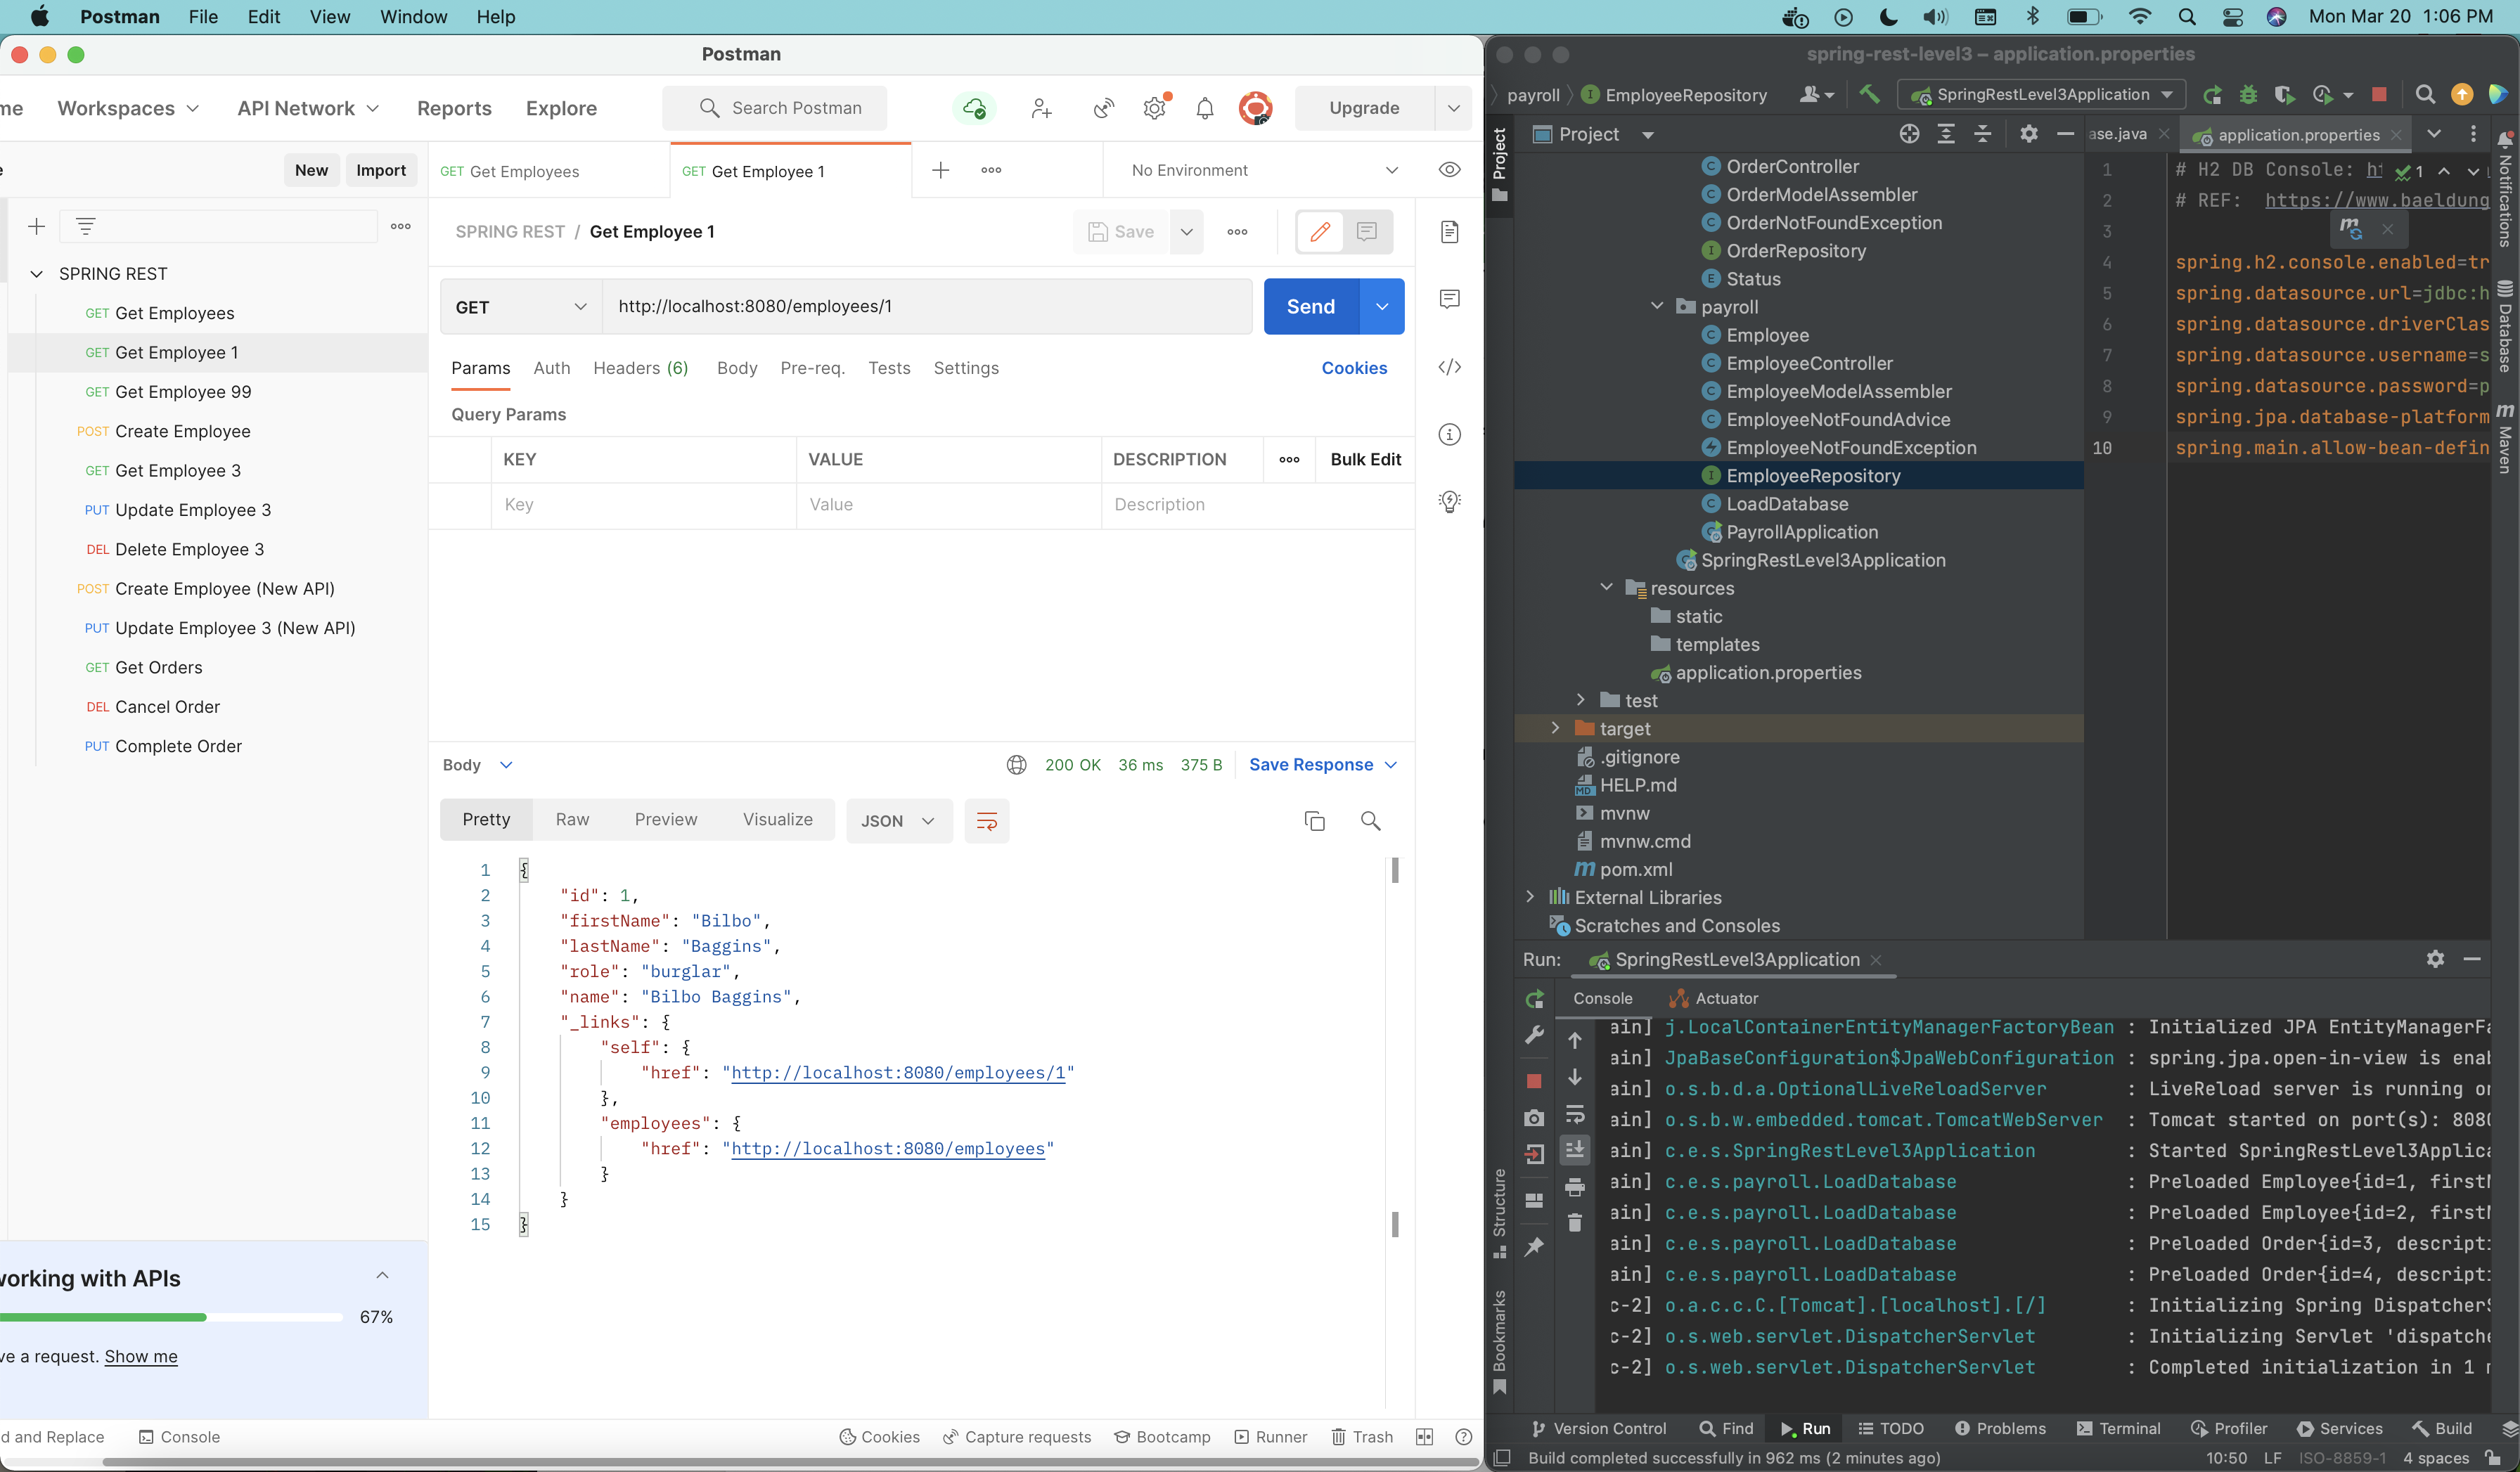 Postman File Edit View Window Help
Mon Mar 20 1:06 PM
Postman
me Workspaces API Network Reports Explore
Search Postman
Upgrade
New Import
GET Get Employees
GET Get Employee 1
No Environment
SPRING REST / Get Employee 1
Save
SPRING REST
GET Get Employees
GET Get Employee 1
GET Get Employee 99
POST Create Employee
GET Get Employee 3
PUT Update Employee 3
DEL Delete Employee 3
POST Create Employee (New API)
PUT Update Employee 3 (New API)
GET Get Orders
DEL Cancel Order
PUT Complete Order
working with APIs
67%
ve a request. Show me
GET http://localhost:8080/employees/1 Send
Params Auth Headers (6) Body Pre-req. Tests Settings Cookies
Query Params
KEY VALUE DESCRIPTION Bulk Edit
Key Value Description
Body 200 OK 36 ms 375 B Save Response
Pretty Raw Preview Visualize JSON
1 {
2 "id": 1,
3 "firstName": "Bilbo",
4 "lastName": "Baggins",
5 "role": "burglar",
6 "name": "Bilbo Baggins",
7 "_links": {
8 "self": {
9 "href": "http://localhost:8080/employees/1"
10 },
11 "employees": {
12 "href": "http://localhost:8080/employees"
13 }
14 }
15 }
d and Replace Console Cookies Capture requests Bootcamp Runner Trash
spring-rest-level3 – application.properties
payroll EmployeeRepository SpringRestLevel3Application
Project
Project
ase.java application.properties
OrderController
OrderModelAssembler
OrderNotFoundException
OrderRepository
Status
payroll
Employee
EmployeeController
EmployeeModelAssembler
EmployeeNotFoundAdvice
EmployeeNotFoundException
EmployeeRepository
LoadDatabase
PayrollApplication
SpringRestLevel3Application
resources
static
templates
application.properties
test
target
.gitignore
HELP.md
mvnw
mvnw.cmd
pom.xml
External Libraries
Scratches and Consoles
1 # H2 DB Console: ht 1
2 # REF: https://www.baeldung
3
4 spring.h2.console.enabled=tr
5 spring.datasource.url=jdbc:h
6 spring.datasource.driverClas
7 spring.datasource.username=s
8 spring.datasource.password=p
9 spring.jpa.database-platform
10 spring.main.allow-bean-defin
Notifications
Database
Maven
Run: SpringRestLevel3Application
Console Actuator
ain] j.LocalContainerEntityManagerFactoryBean : Initialized JPA EntityManagerFa
ain] JpaBaseConfiguration$JpaWebConfiguration : spring.jpa.open-in-view is enab
ain] o.s.b.d.a.OptionalLiveReloadServer : LiveReload server is running on
ain] o.s.b.w.embedded.tomcat.TomcatWebServer : Tomcat started on port(s): 8080
ain] c.e.s.SpringRestLevel3Application : Started SpringRestLevel3Applica
ain] c.e.s.payroll.LoadDatabase : Preloaded Employee{id=1, firstN
ain] c.e.s.payroll.LoadDatabase : Preloaded Employee{id=2, firstN
ain] c.e.s.payroll.LoadDatabase : Preloaded Order{id=3, descripti
ain] c.e.s.payroll.LoadDatabase : Preloaded Order{id=4, descripti
c-2] o.a.c.c.C.[Tomcat].[localhost].[/] : Initializing Spring DispatcherS
c-2] o.s.web.servlet.DispatcherServlet : Initializing Servlet 'dispatche
c-2] o.s.web.servlet.DispatcherServlet : Completed initialization in 1 m
Structure
Bookmarks
Version Control Find Run TODO Problems Terminal Profiler Services Build
Build completed successfully in 962 ms (2 minutes ago) 10:50 LF ISO-8859-1 4 spaces